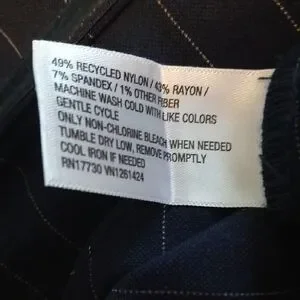 49% RECYCLED NYLON / 43% RAYON /
7% SPANDEX / 1% OTHER FIBER
MACHINE WASH COLD WITH LIKE COLORS
GENTLE CYCLE
ONLY NON-CHLORINE BLEACH WHEN NEEDED
TUMBLE DRY LOW, REMOVE PROMPTLY
COOL IRON IF NEEDED
RN17730 VN1261424